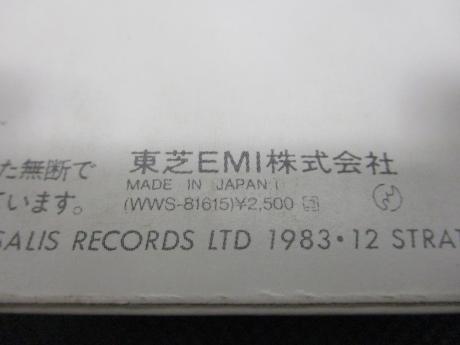 た無断で 東芝EMI株式会社
MADE IN JAPAN
ています。 (WWS-81615)¥2,500
SALIS RECORDS LTD 1983・12 STRAT